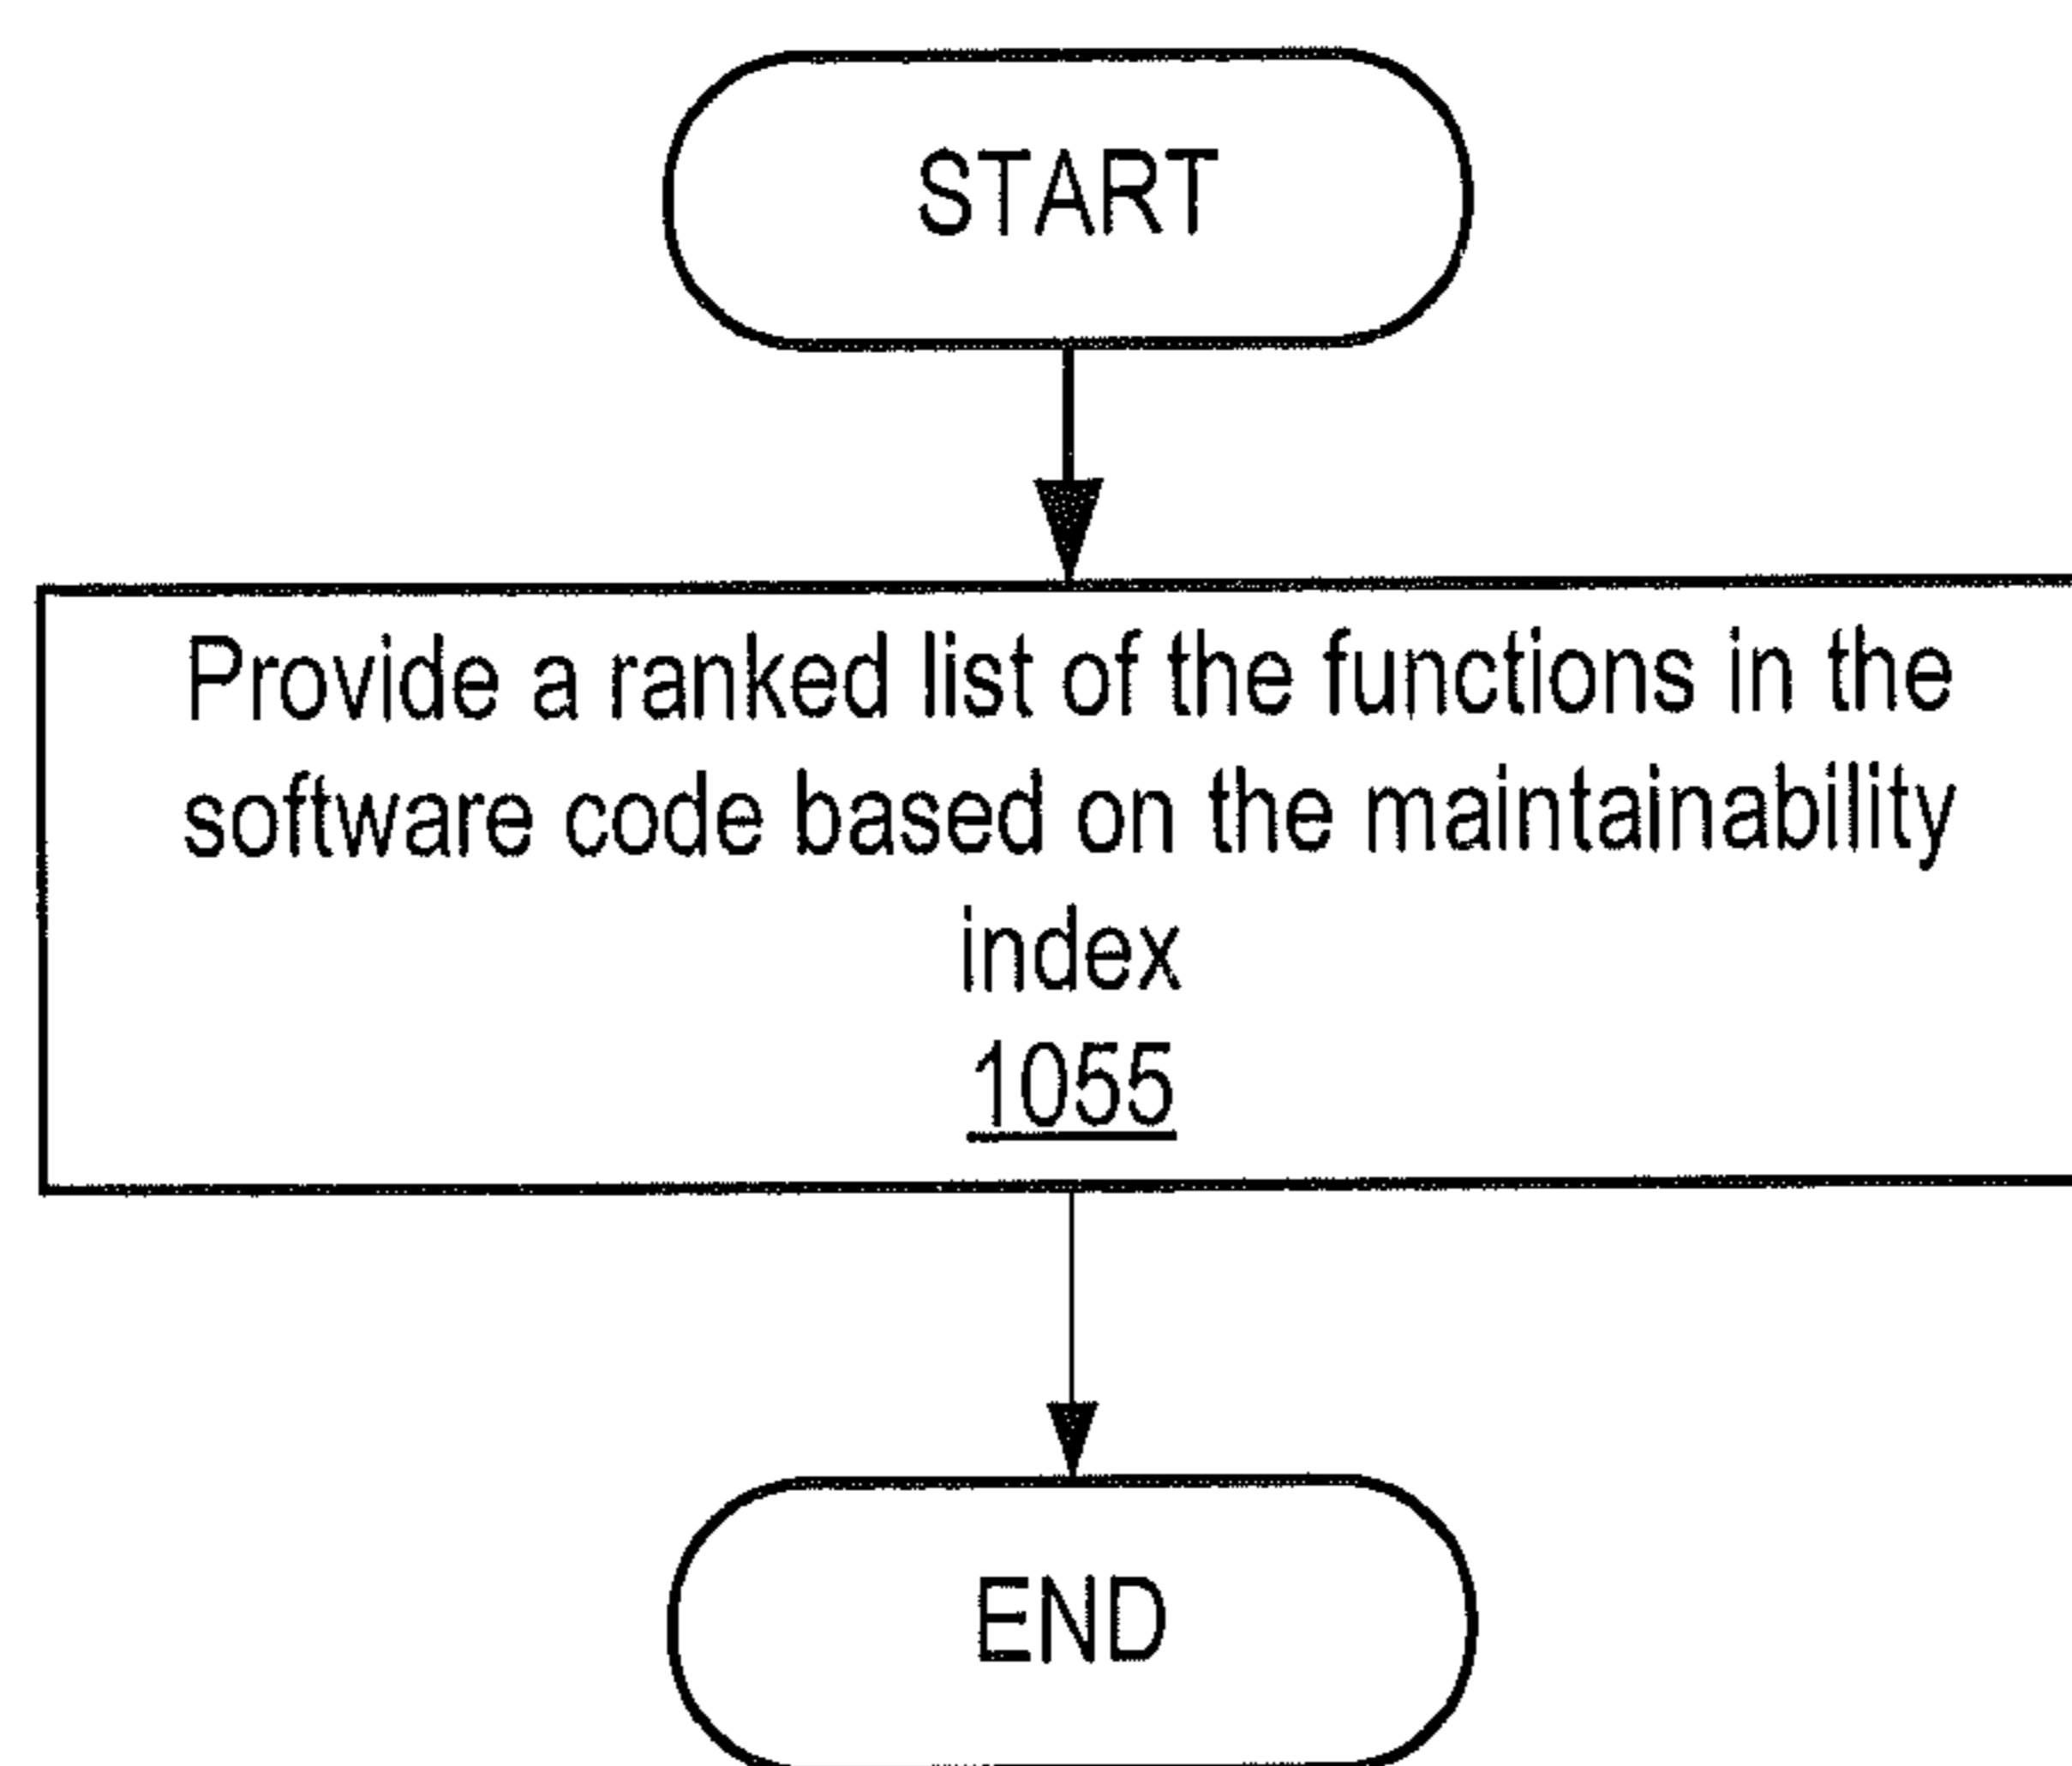 START
Provide a ranked list of the functions in the
software code based on the maintainability
index
1055
END